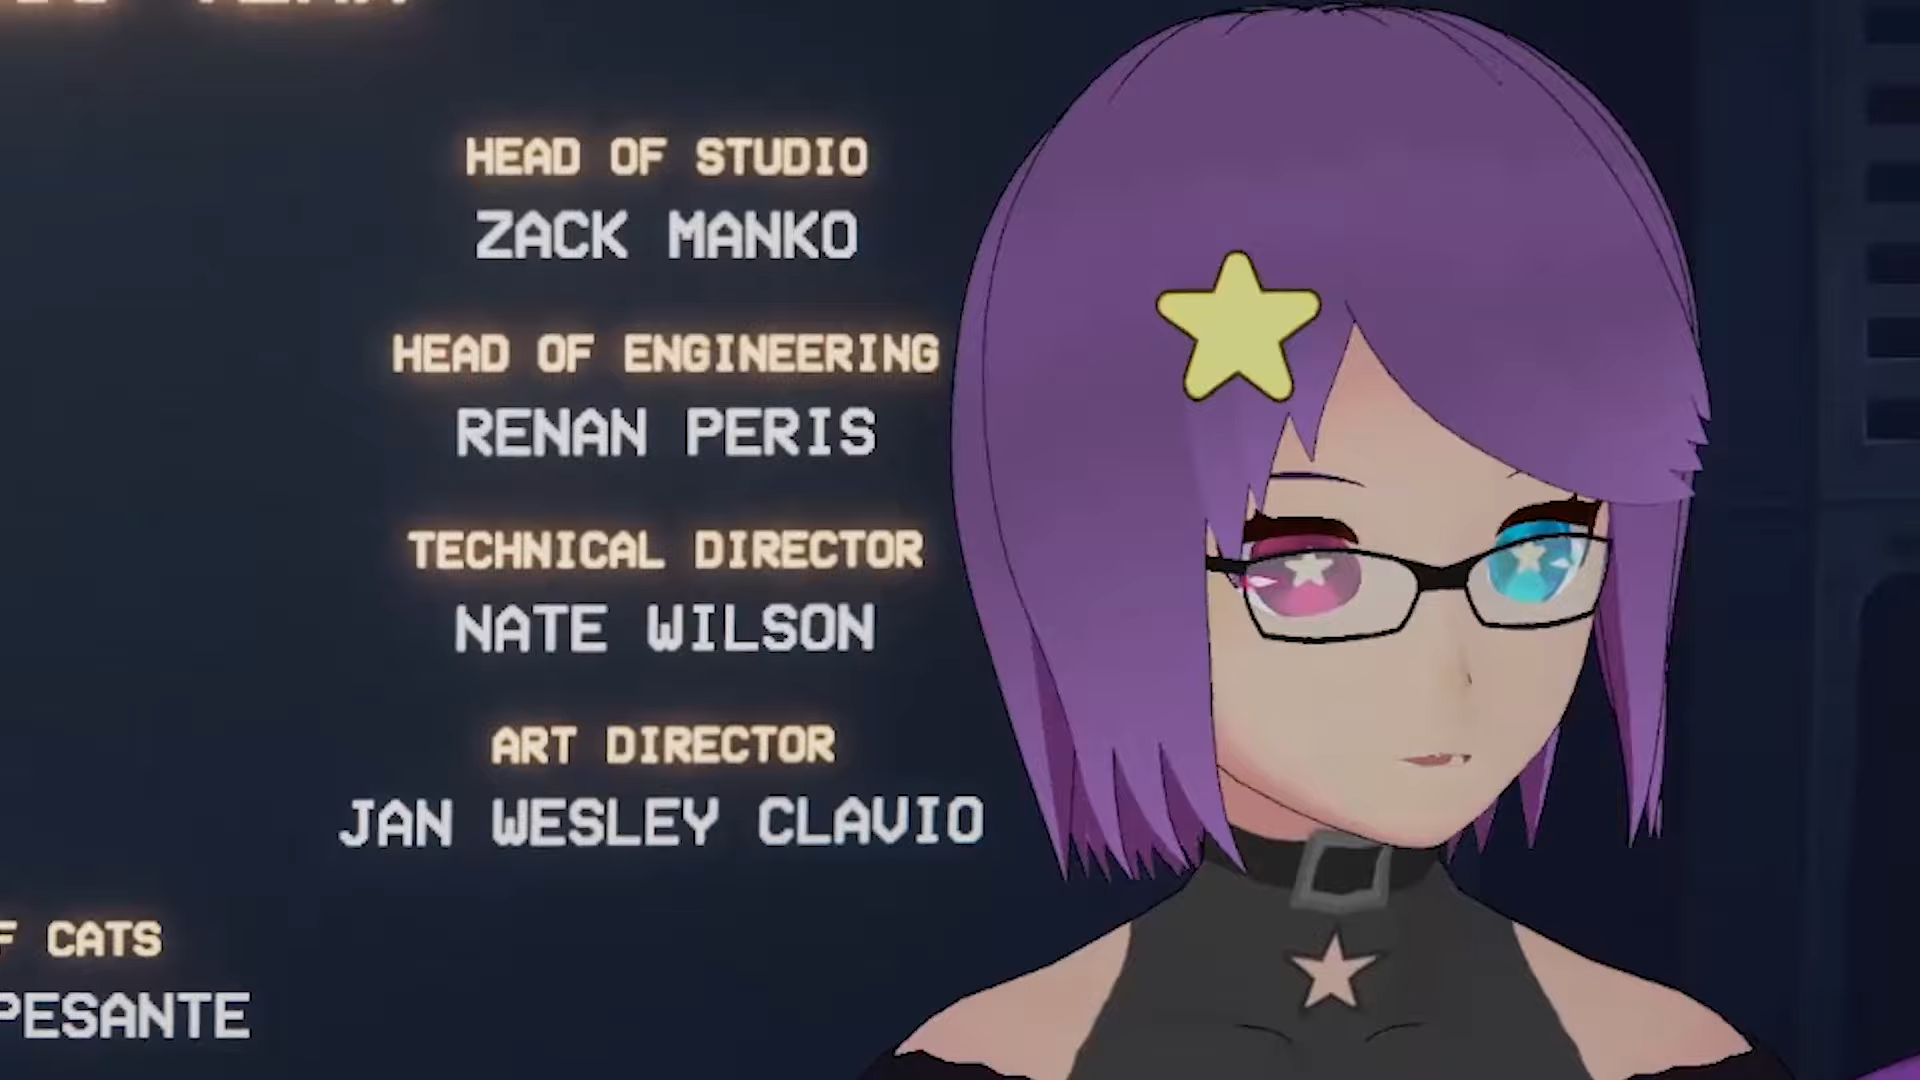 HEAD OF STUDIO
ZACK MANKO
HEAD OF ENGINEERING
RENAN PERIS
TECHNICAL DIRECTOR
NATE WILSON
ART DIRECTOR
JAN WESLEY CLAVIO
F CATS
PESANTE